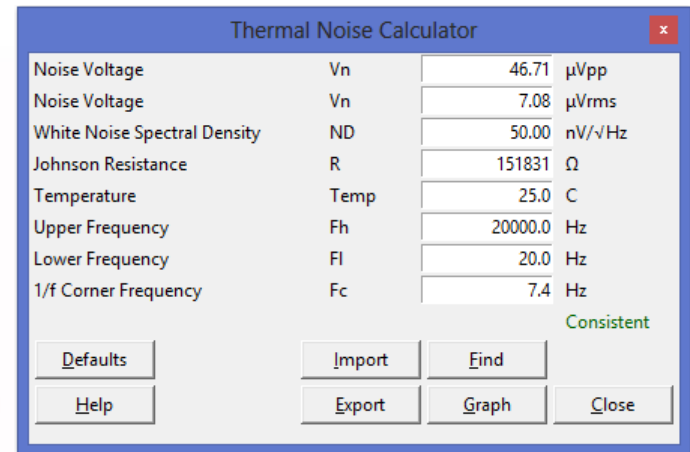 Thermal Noise Calculator x
Noise Voltage Vn 46.71 µVpp
Noise Voltage Vn 7.08 µVrms
White Noise Spectral Density ND 50.00 nV/√Hz
Johnson Resistance R 151831 Ω
Temperature Temp 25.0 C
Upper Frequency Fh 20000.0 Hz
Lower Frequency Fl 20.0 Hz
1/f Corner Frequency Fc 7.4 Hz
Consistent
Defaults Import Find
Help Export Graph Close